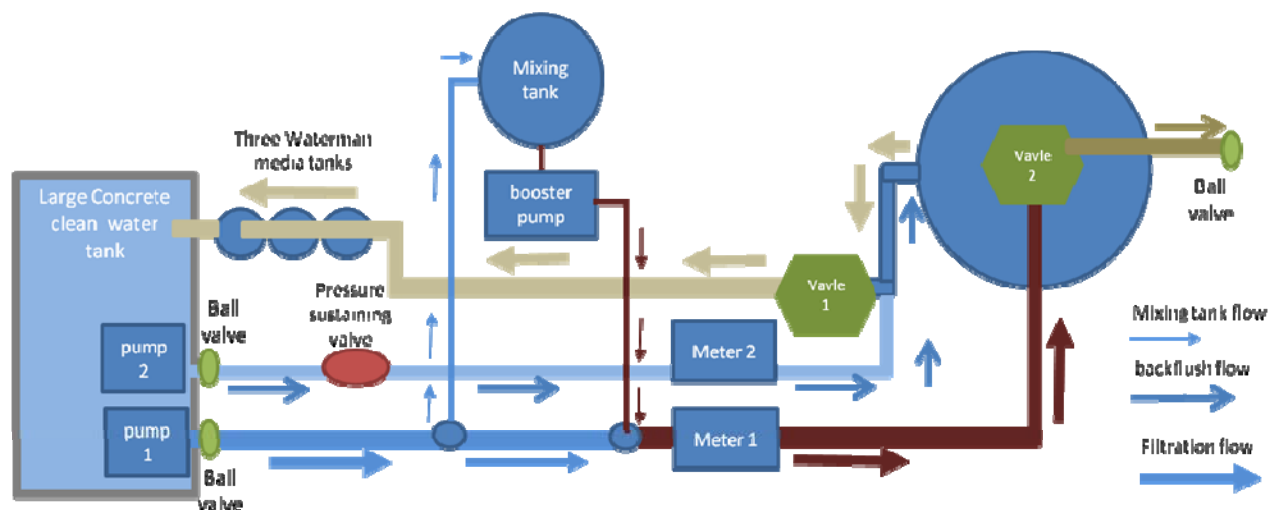 Mixing
tank
Three Waterman
media tanks
booster
pump
Vavle
2
Ball
valve
Large Concrete
clean water
tank
Vavle
1
Ball
valve
Pressure
sustaining
valve
pump
2
Meter 2
Mixing tank flow
backflush flow
pump
1
Meter 1
Filtration flow
Ball
valve